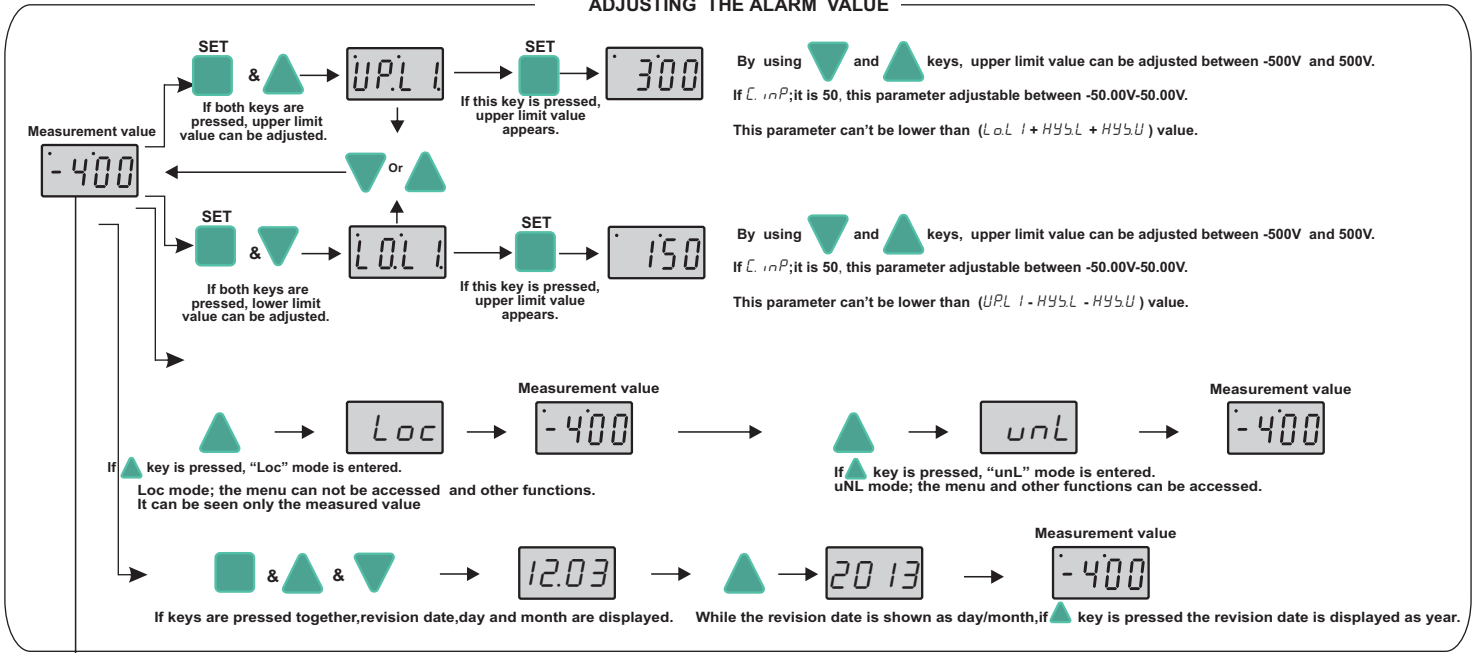 ADJUSTING THE ALARM VALUE
SET
&
UP.L 1.
SET
300
If both keys are
pressed, upper limit
value can be adjusted.
If this key is pressed,
upper limit value
appears.
By using and keys, upper limit value can be adjusted between -500V and 500V.
If C. inP;it is 50, this parameter adjustable between -50.00V-50.00V.
This parameter can't be lower than (Lo.L 1 + HYS.L + HYS.U ) value.
Measurement value
-400
Or
SET
&
LO.L 1.
SET
150
If both keys are
pressed, lower limit
value can be adjusted.
If this key is pressed,
upper limit value
appears.
By using and keys, upper limit value can be adjusted between -500V and 500V.
If C. inP;it is 50, this parameter adjustable between -50.00V-50.00V.
This parameter can't be lower than (UP.L 1 - HYS.L - HYS.U ) value.
Loc
Measurement value
-400
unL
Measurement value
-400
If key is pressed, “Loc” mode is entered.
Loc mode; the menu can not be accessed and other functions.
It can be seen only the measured value
If key is pressed, “unL” mode is entered.
uNL mode; the menu and other functions can be accessed.
& &
12.03
2013
Measurement value
-400
If keys are pressed together,revision date,day and month are displayed.
While the revision date is shown as day/month,if key is pressed the revision date is displayed as year.